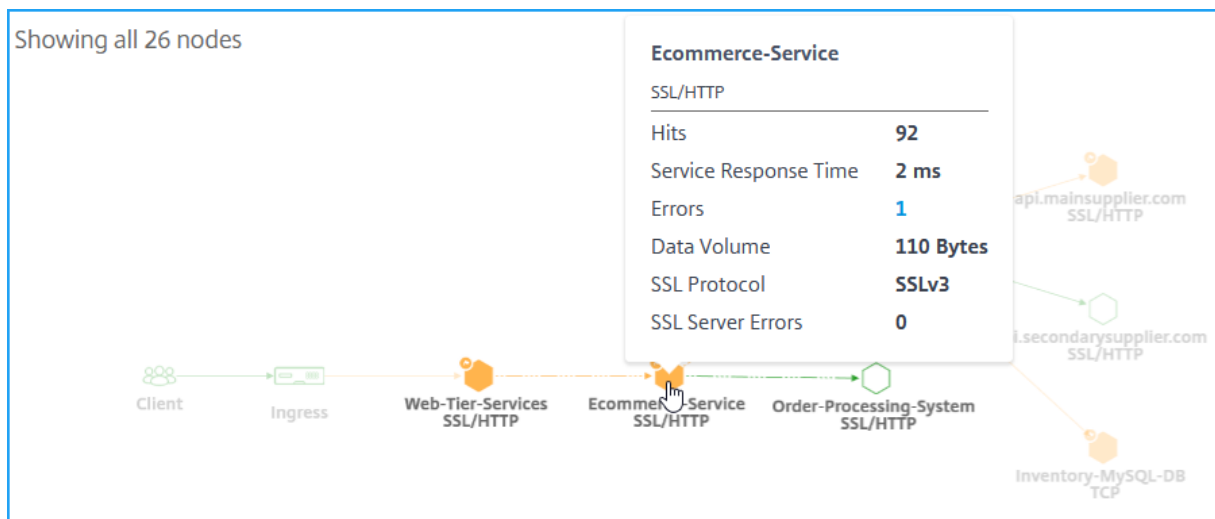 Showing all 26 nodes
Ecommerce-Service
SSL/HTTP
Hits 92
Service Response Time 2 ms
Errors 1
Data Volume 110 Bytes
SSL Protocol SSLv3
SSL Server Errors 0
api.mainsupplier.com
SSL/HTTP
i.secondarysupplier.com
SSL/HTTP
Client
Ingress
Web-Tier-Services
SSL/HTTP
Ecommerce-Service
SSL/HTTP
Order-Processing-System
SSL/HTTP
Inventory-MySQL-DB
TCP